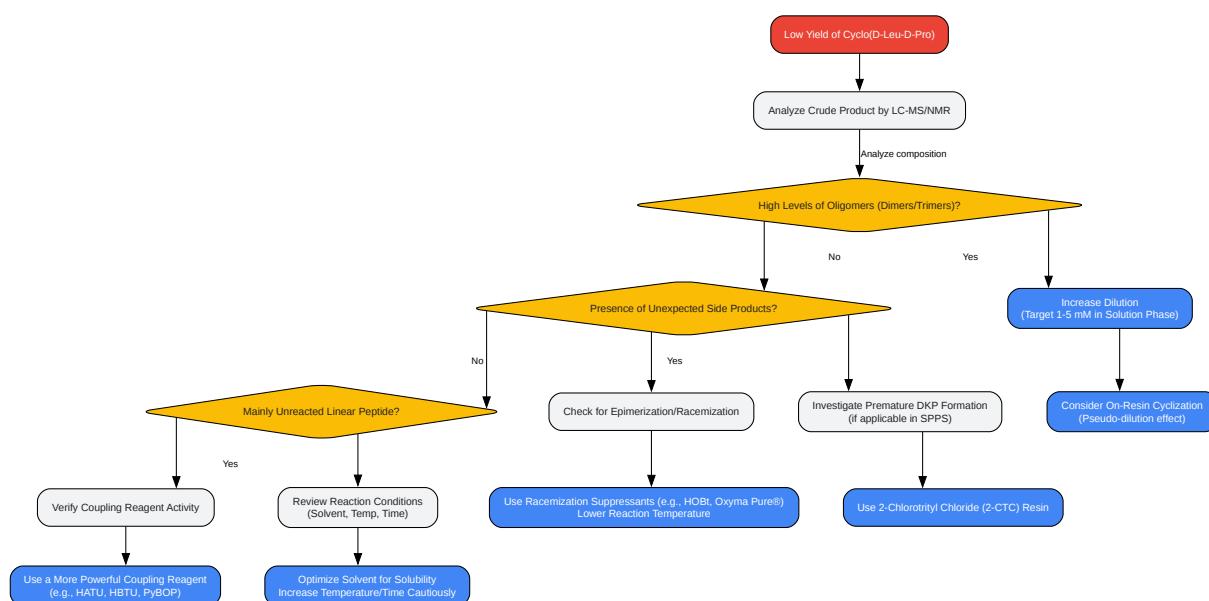 Low Yield of Cyclo(D-Leu-D-Pro)
Analyze Crude Product by LC-MS/NMR
Analyze composition
High Levels of Oligomers (Dimers/Trimers)?
No
Yes
Presence of Unexpected Side Products?
Increase Dilution
(Target 1-5 mM in Solution Phase)
No
Yes
Mainly Unreacted Linear Peptide?
Check for Epimerization/Racemization
Investigate Premature DKP Formation
(if applicable in SPPS)
Consider On-Resin Cyclization
(Pseudo-dilution effect)
Yes
Verify Coupling Reagent Activity
Review Reaction Conditions
(Solvent, Temp, Time)
Use Racemization Suppressants (e.g., HOBt, Oxyma Pure®)
Lower Reaction Temperature
Use 2-Chlorotrityl Chloride (2-CTC) Resin
Use a More Powerful Coupling Reagent
(e.g., HATU, HBTU, PyBOP)
Optimize Solvent for Solubility
Increase Temperature/Time Cautiously